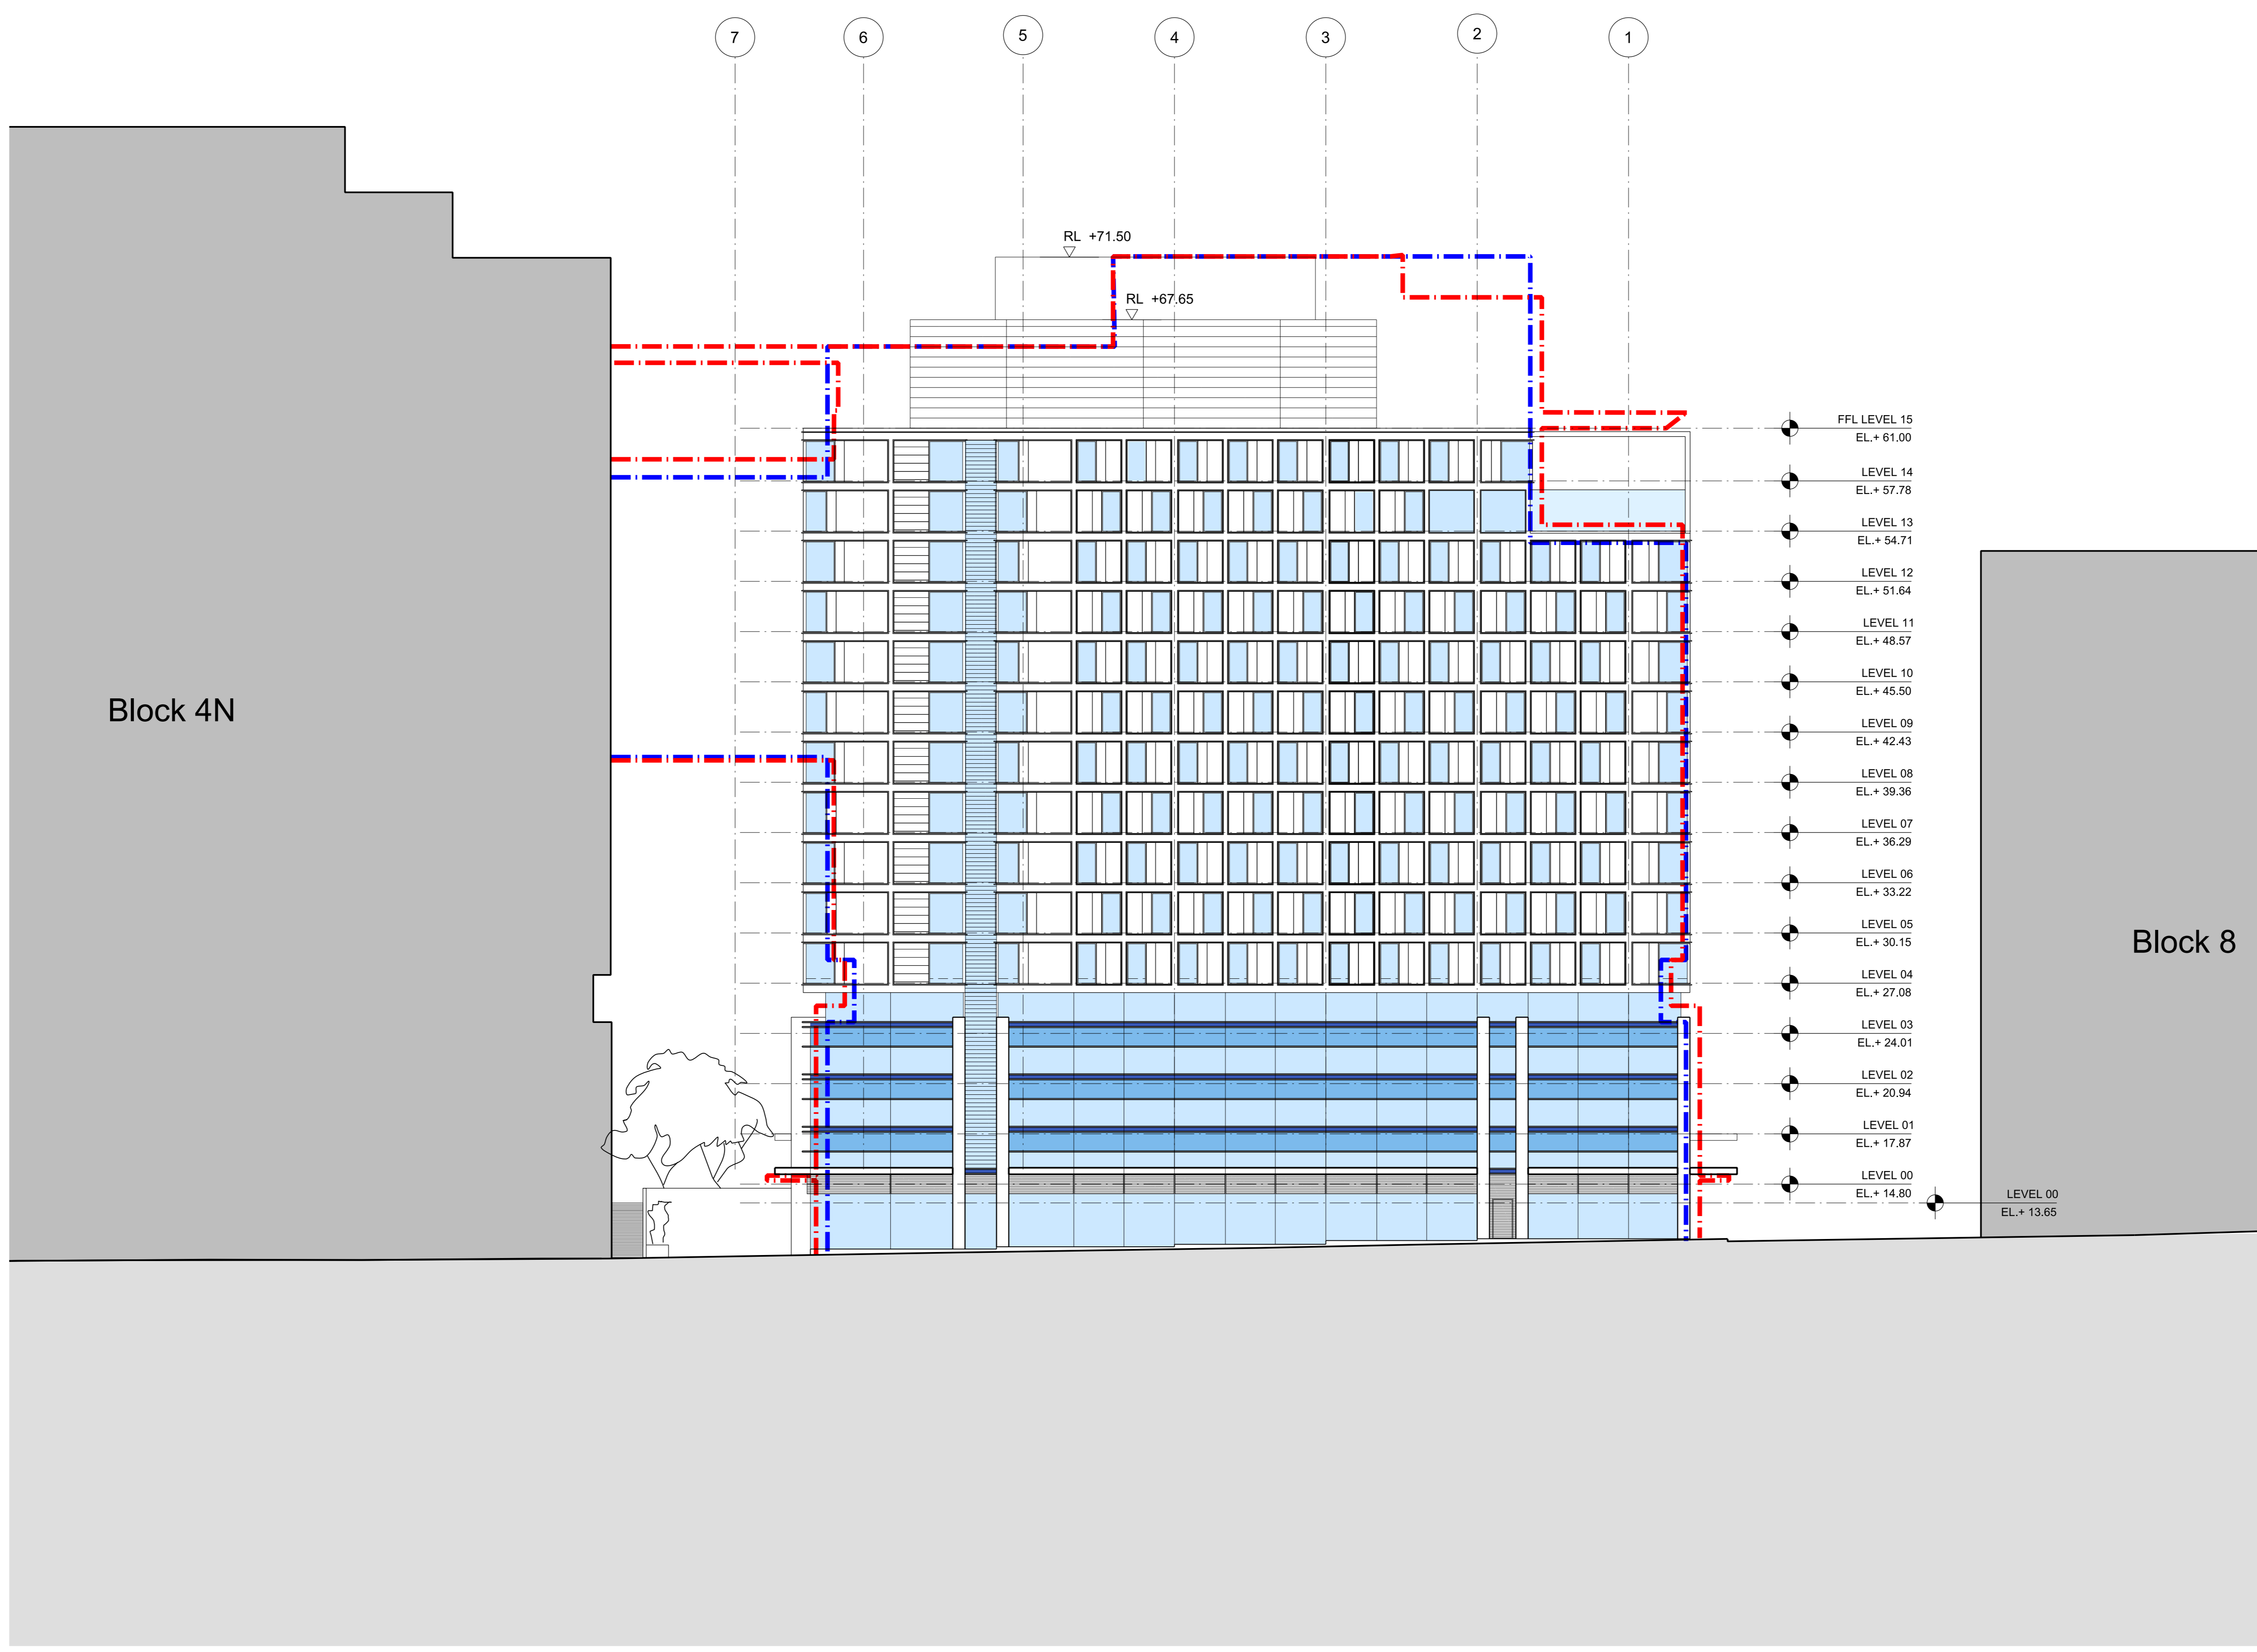 7
6
5
4
3
2
1
RL +71.50
RL +67.65
FFL LEVEL 15
EL.+ 61.00
LEVEL 14
EL.+ 57.78
LEVEL 13
EL.+ 54.71
LEVEL 12
EL.+ 51.64
LEVEL 11
EL.+ 48.57
LEVEL 10
EL.+ 45.50
Block 4N
LEVEL 09
EL.+ 42.43
LEVEL 08
EL.+ 39.36
LEVEL 07
EL.+ 36.29
LEVEL 06
EL.+ 33.22
LEVEL 05
EL.+ 30.15
Block 8
LEVEL 04
EL.+ 27.08
LEVEL 03
EL.+ 24.01
LEVEL 02
EL.+ 20.94
LEVEL 01
EL.+ 17.87
LEVEL 00
EL.+ 14.80
LEVEL 00
EL.+ 13.65